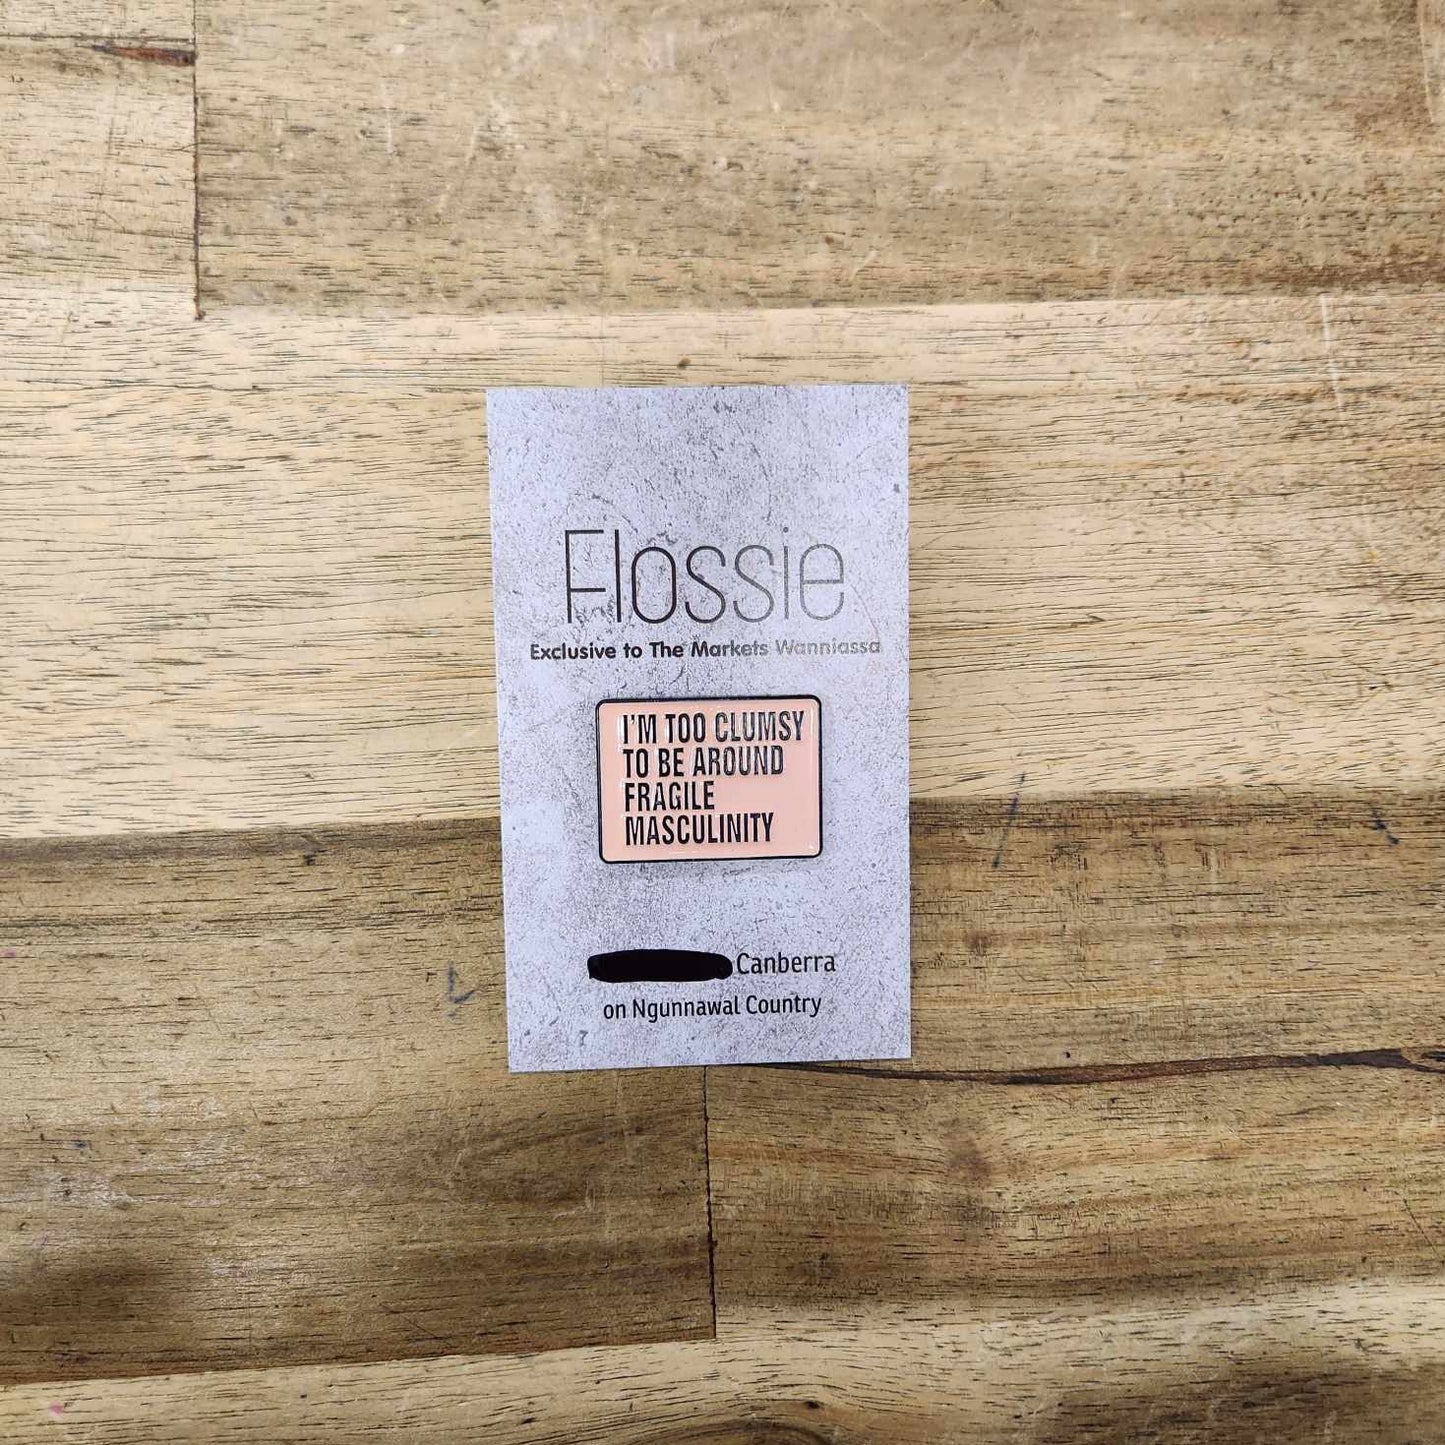 Flossie
Exclusive to The Markets Wanniassa
I'M TOO CLUMSY
TO BE AROUND
FRAGILE
MASCULINITY
Canberra
on Ngunnawal Country